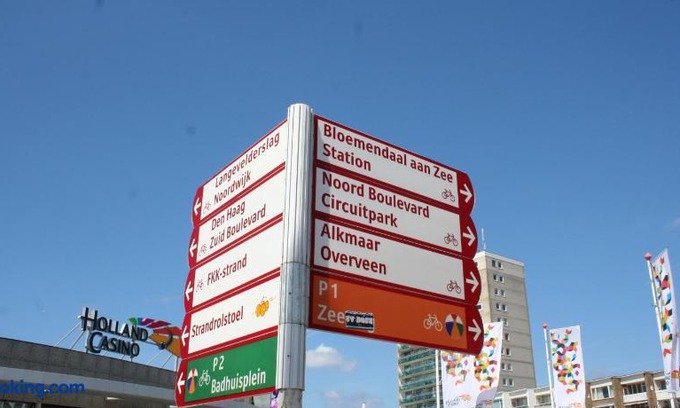 Langevelderslag
Noordwijk
Den Haag
Zuid Boulevard
FKK-strand
Strandrolstoel
P2
Badhuisplein
Bloemendaal aan Zee
Station
Noord Boulevard
Circuitpark
Alkmaar
Overveen
P1
Zee
HOLLAND
CASINO
oking.com